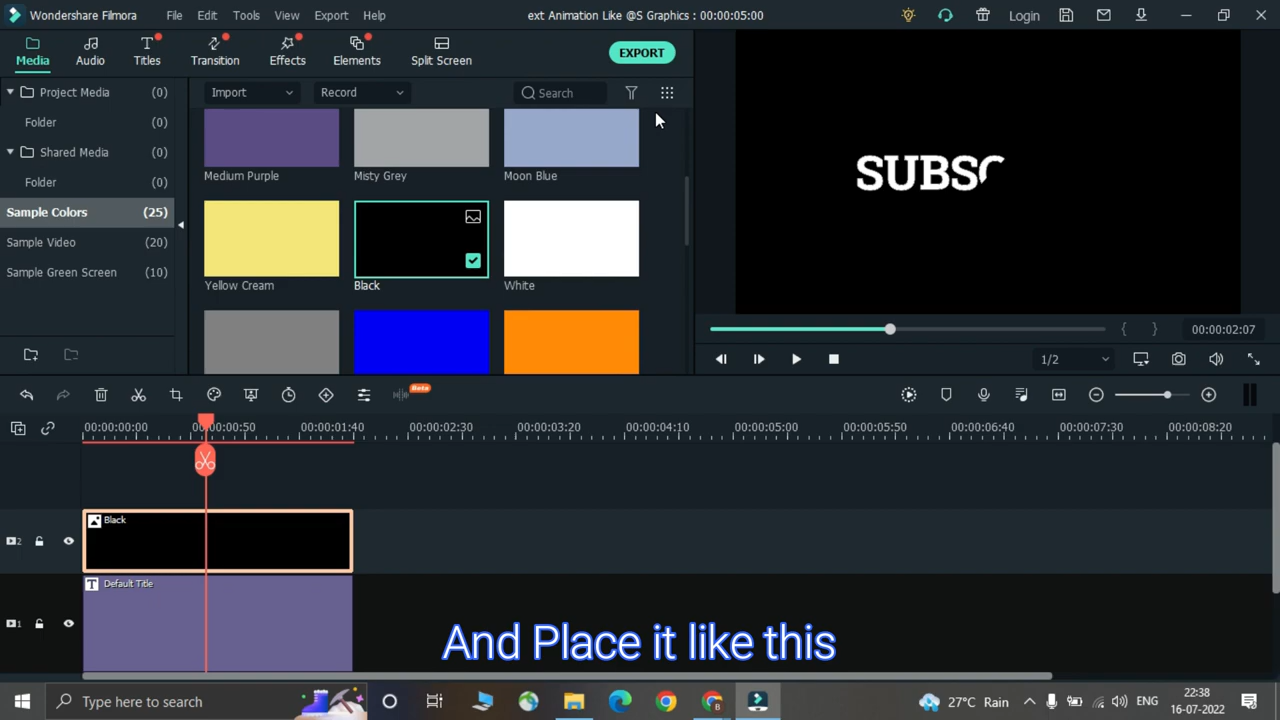 Wondershare Filmora File Edit Tools View Export Help ext Animation Like @S Graphics : 00:00:05:00 Login
Media Audio Titles Transition Effects Elements Split Screen EXPORT
Project Media (0)
Folder (0)
Shared Media (0)
Folder (0)
Sample Colors (25)
Sample Video (20)
Sample Green Screen (10)
Import Record Search
Medium Purple Misty Grey Moon Blue
Yellow Cream Black White
SUBSC
{ } 00:00:02:07
1/2
Beta
00:00:00:00 00:00:00:50 00:00:01:40 00:00:02:30 00:00:03:20 00:00:04:10 00:00:05:00 00:00:05:50 00:00:06:40 00:00:07:30 00:00:08:20
2 Black
1 T Default Title
And Place it like this
Type here to search
27°C Rain ENG 22:38
16-07-2022